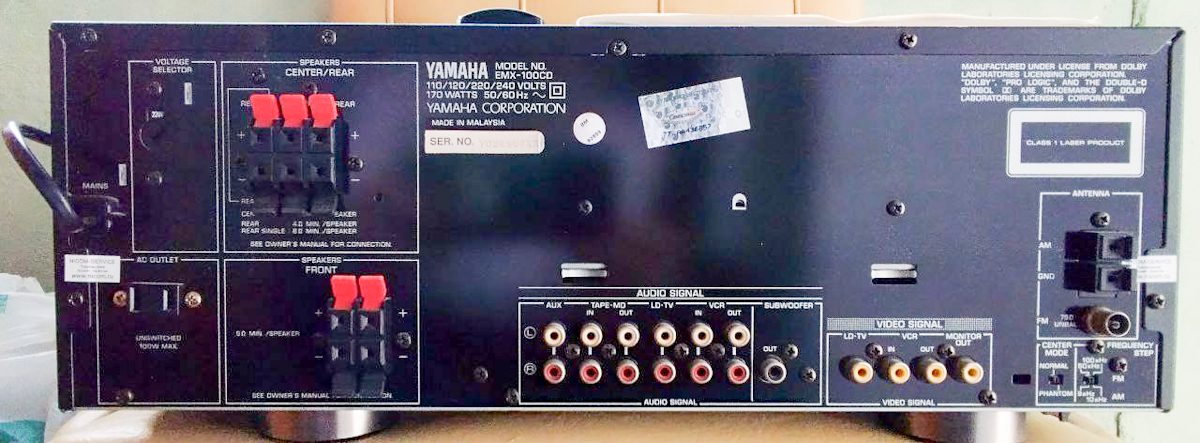 VOLTAGE
SELECTOR
MAINS
SPEAKERS
CENTER/REAR
+ +
- -
REAR 4Ω MIN. /SPEAKER
REAR SINGLE 8Ω MIN. /SPEAKER
SEE OWNER'S MANUAL FOR CONNECTION.
YAMAHA MODEL NO.
EMX-100CD
110/120/220/240 VOLTS
170 WATTS 50/60Hz
YAMAHA CORPORATION
MADE IN MALAYSIA
SER. NO.
MANUFACTURED UNDER LICENSE FROM DOLBY
LABORATORIES LICENSING CORPORATION.
"DOLBY", "PRO LOGIC", AND THE DOUBLE-D
SYMBOL ARE TRADEMARKS OF DOLBY
LABORATORIES LICENSING CORPORATION.
CLASS 1 LASER PRODUCT
ANTENNA
AM
GND
FM 75Ω
UNBAL.
AC OUTLET
UNSWITCHED
100W MAX.
SPEAKERS
FRONT
+ +
- -
6Ω MIN. /SPEAKER
SEE OWNER'S MANUAL FOR
AUDIO SIGNAL
AUX TAPE-MD LD-TV VCR SUBWOOFER
IN OUT IN OUT
L
R
OUT
AUDIO SIGNAL
VIDEO SIGNAL
LD-TV VCR MONITOR
OUT
IN OUT
VIDEO SIGNAL
CENTER
MODE
NORMAL
PHANTOM
FREQUENCY
STEP
100kHz
50kHz
FM
9kHz
10kHz
AM